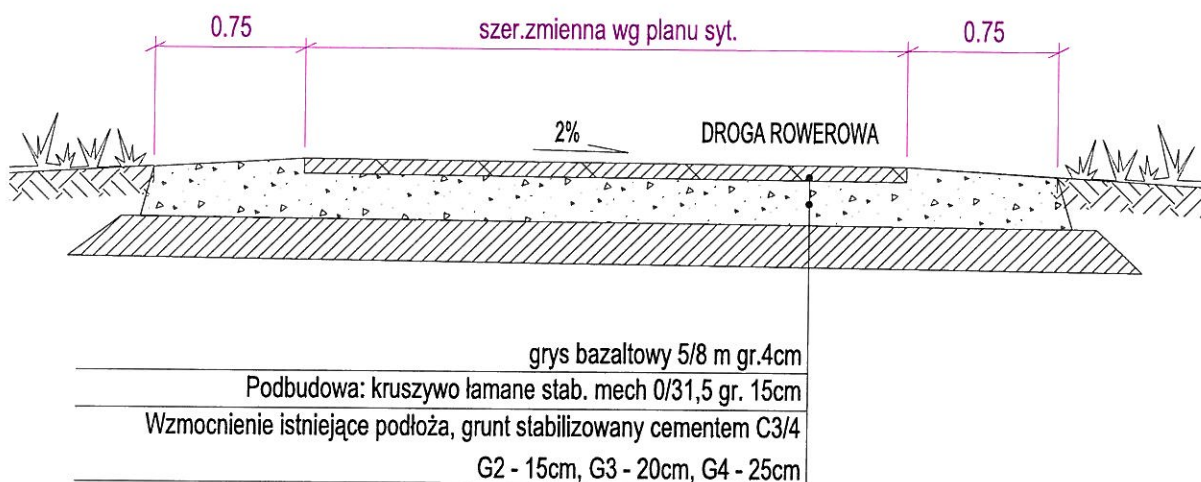 0.75
szer.zmienna wg planu syt.
0.75
2%
DROGA ROWEROWA
grys bazaltowy 5/8 m gr.4cm
Podbudowa: kruszywo łamane stab. mech 0/31,5 gr. 15cm
Wzmocnienie istniejące podłoża, grunt stabilizowany cementem C3/4
G2 - 15cm, G3 - 20cm, G4 - 25cm